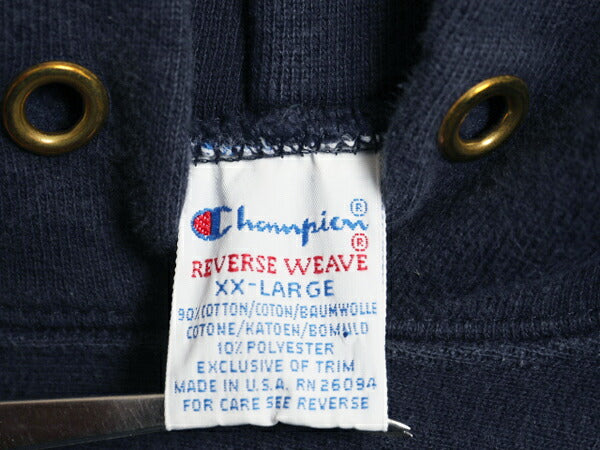 Champion®
®
REVERSE WEAVE
XX-LARGE
90% COTTON/COTON/BAUMWOLLE
COTONE/KATOEN/BOMULD
10% POLYESTER
EXCLUSIVE OF TRIM
MADE IN U.S.A. RN 26094
FOR CARE SEE REVERSE